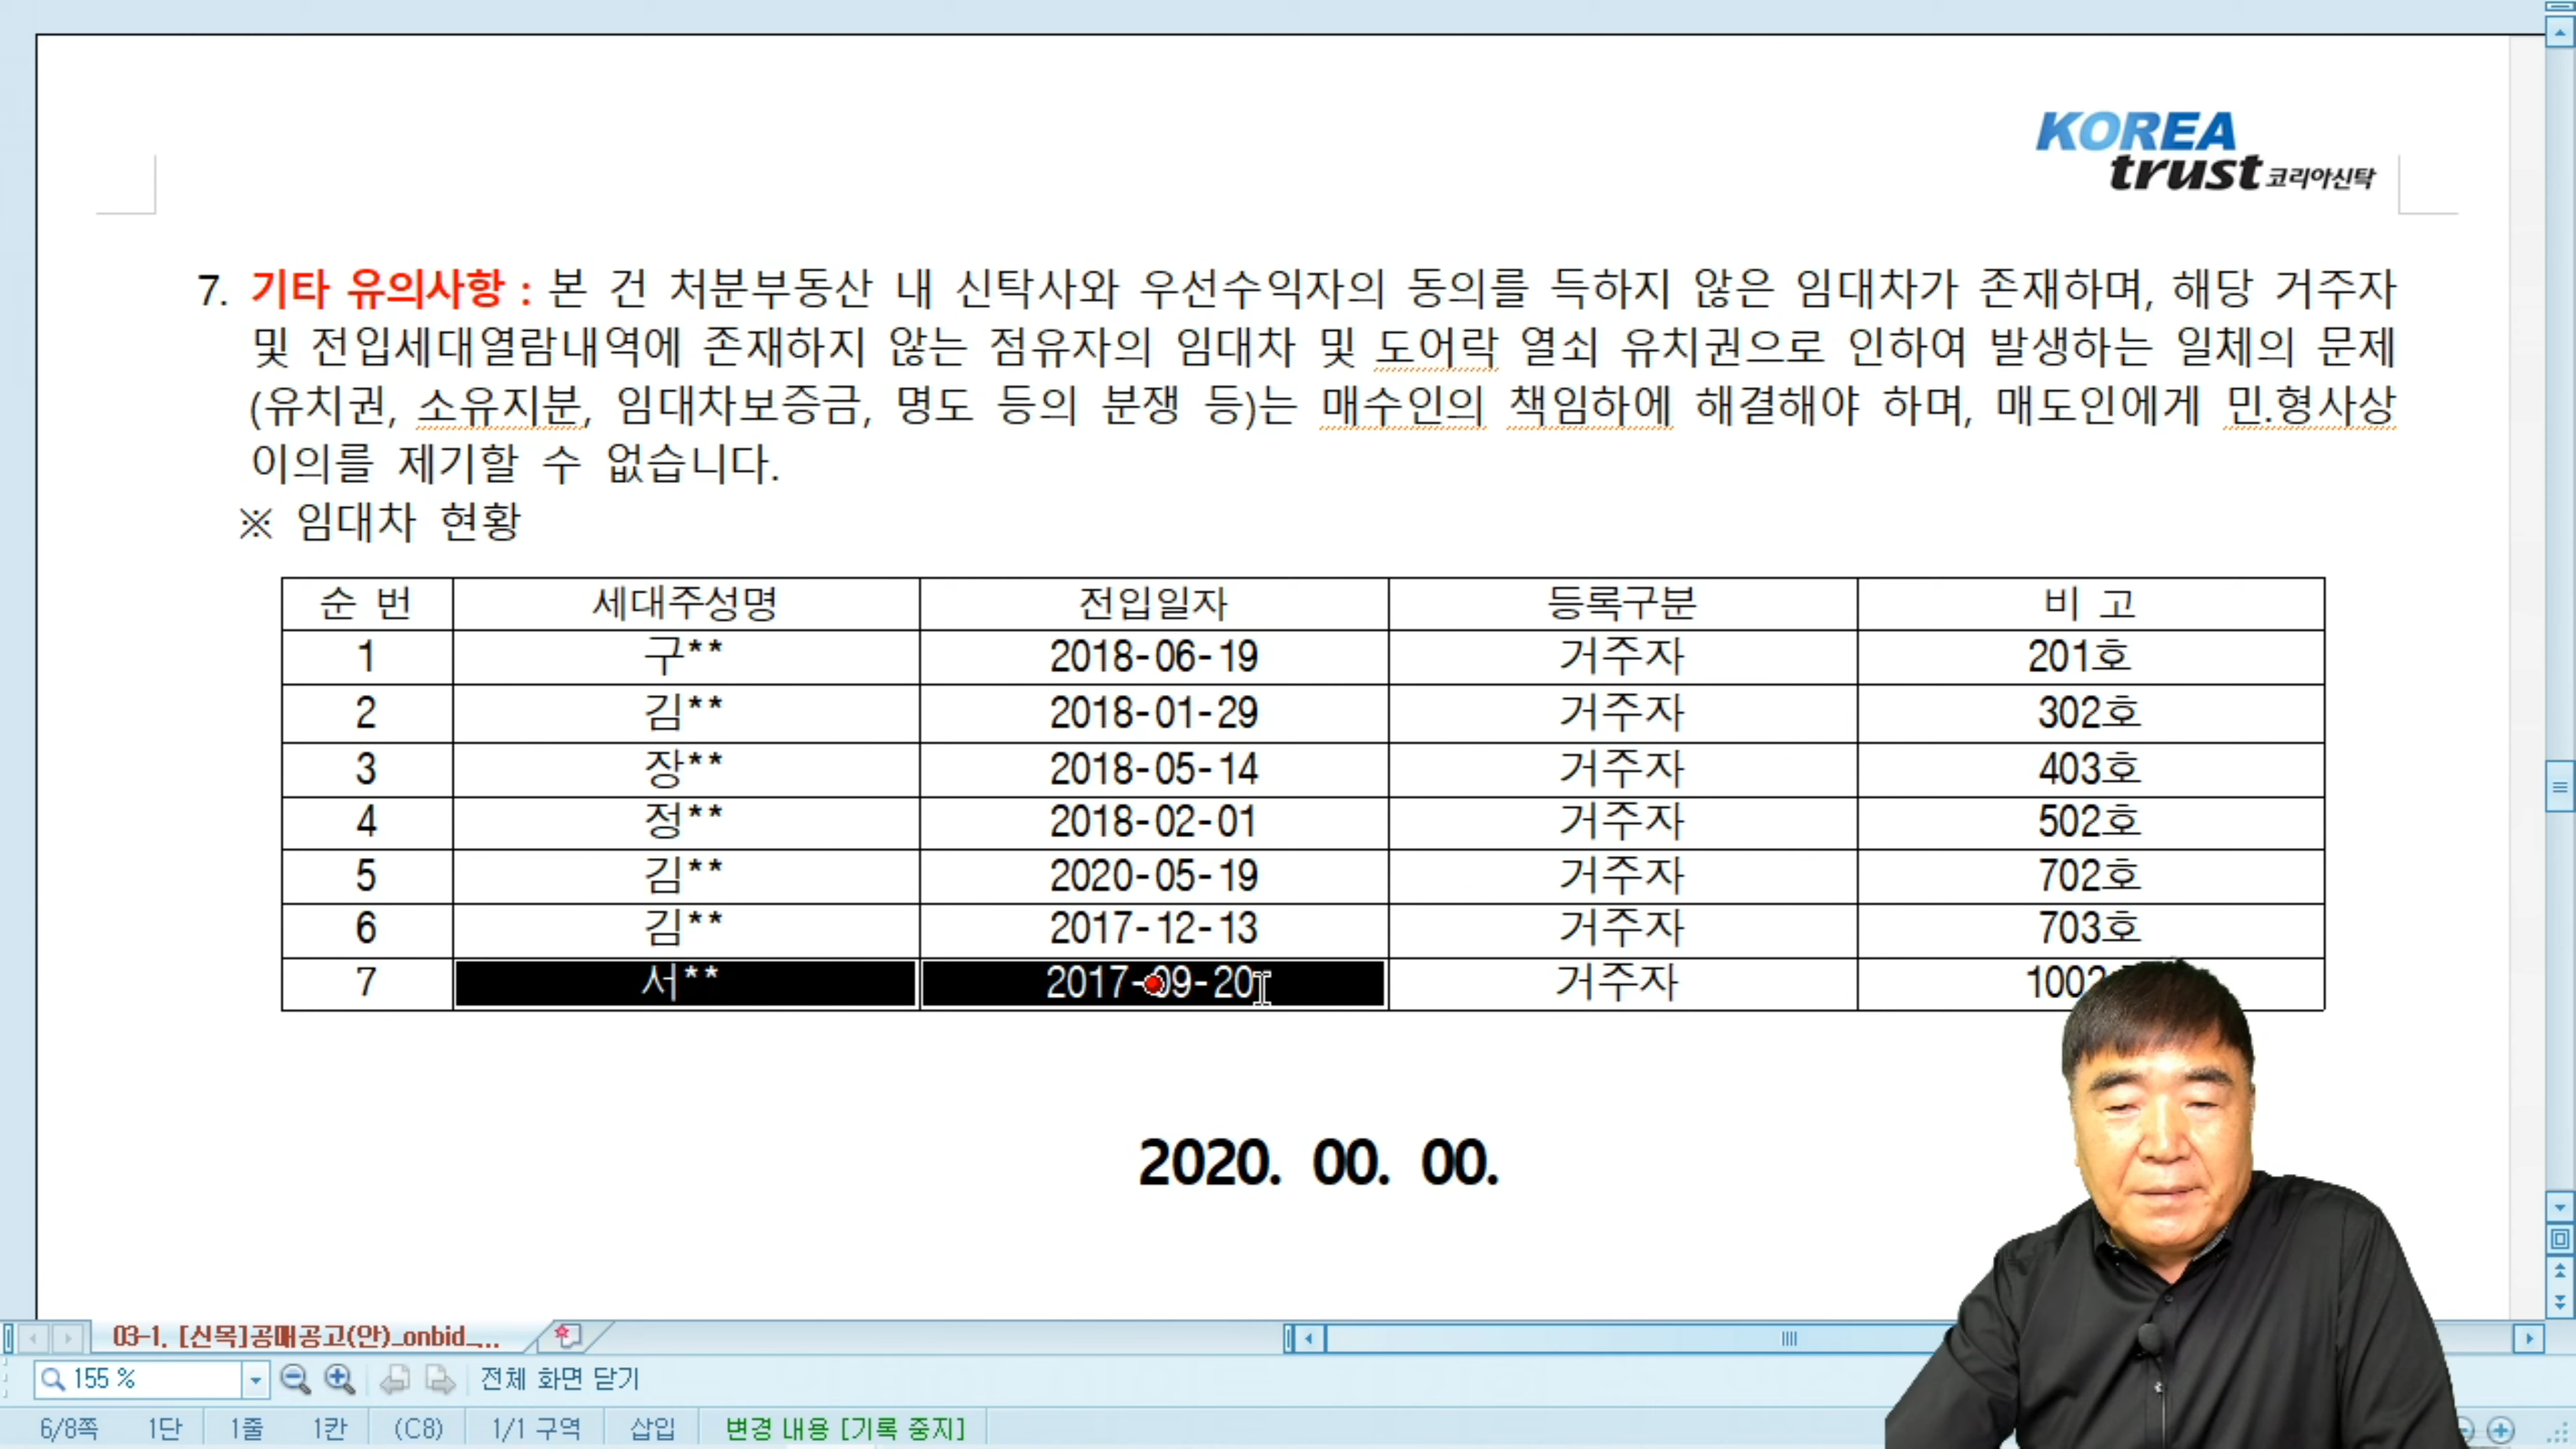 KOREA
trust 코리아신탁
7. 기타 유의사항 : 본 건 처분부동산 내 신탁사와 우선수익자의 동의를 득하지 않은 임대차가 존재하며, 해당 거주자
및 전입세대열람내역에 존재하지 않는 점유자의 임대차 및 도어락 열쇠 유치권으로 인하여 발생하는 일체의 문제
(유치권, 소유지분, 임대차보증금, 명도 등의 분쟁 등)는 매수인의 책임하에 해결해야 하며, 매도인에게 민.형사상
이의를 제기할 수 없습니다.
※ 임대차 현황
순 번 세대주성명 전입일자 등록구분 비 고
1 구** 2018-06-19 거주자 201호
2 김** 2018-01-29 거주자 302호
3 장** 2018-05-14 거주자 403호
4 정** 2018-02-01 거주자 502호
5 김** 2020-05-19 거주자 702호
6 김** 2017-12-13 거주자 703호
7 서** 2017-09-20 거주자 1002
2020. 00. 00.
03-1. [신목]공매공고(안)_onbid_...
155 % 전체 화면 닫기
6/8쪽 1단 1줄 1칸 (C8) 1/1 구역 삽입 변경 내용 [기록 중지]